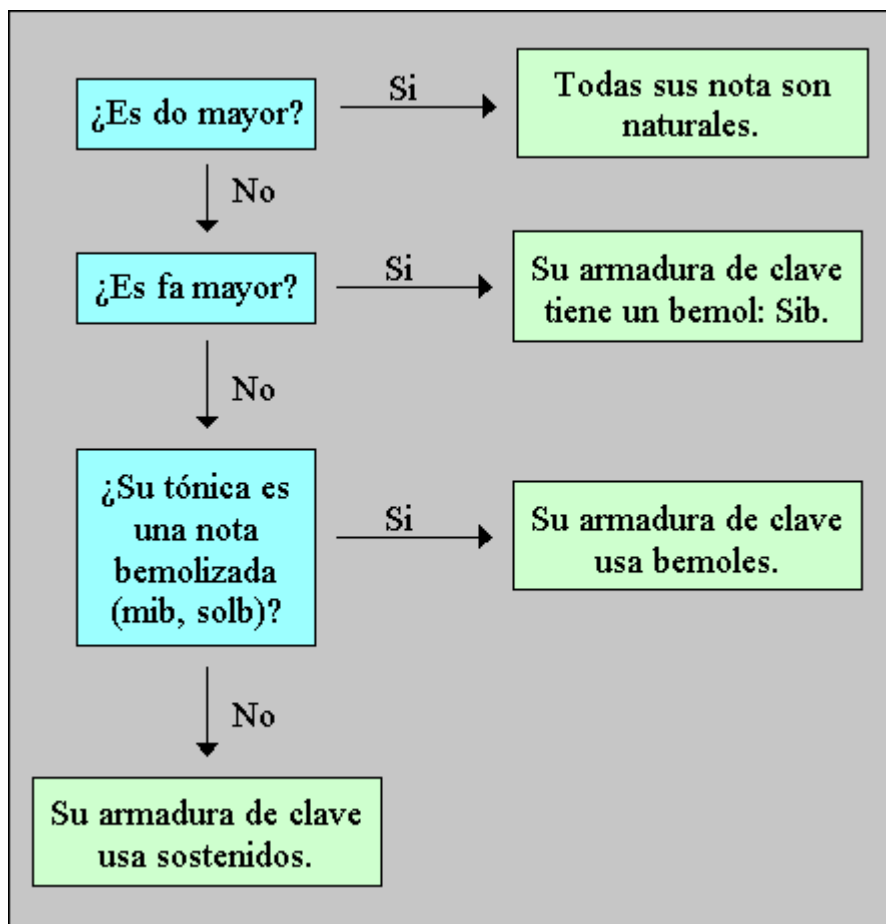 ¿Es do mayor?
Si
Todas sus nota son
naturales.
No
¿Es fa mayor?
Si
Su armadura de clave
tiene un bemol: Sib.
No
¿Su tónica es
una nota
bemolizada
(mib, solb)?
Si
Su armadura de clave
usa bemoles.
No
Su armadura de clave
usa sostenidos.